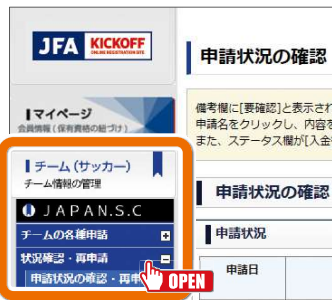 JFA KICKOFF
ONLINE REGISTRATION SITE
マイページ
会員情報(保有資格の紐づけ)
チーム(サッカー)
チーム情報の管理
JAPAN.S.C
チームの各種申請
状況確認・再申請
申請状況の確認・再申
OPEN
申請状況の確認
備考欄に[要確認]と表示され
申請名をクリックし、内容を
また、ステータス欄が[入金
申請状況の確認
申請状況
申請日